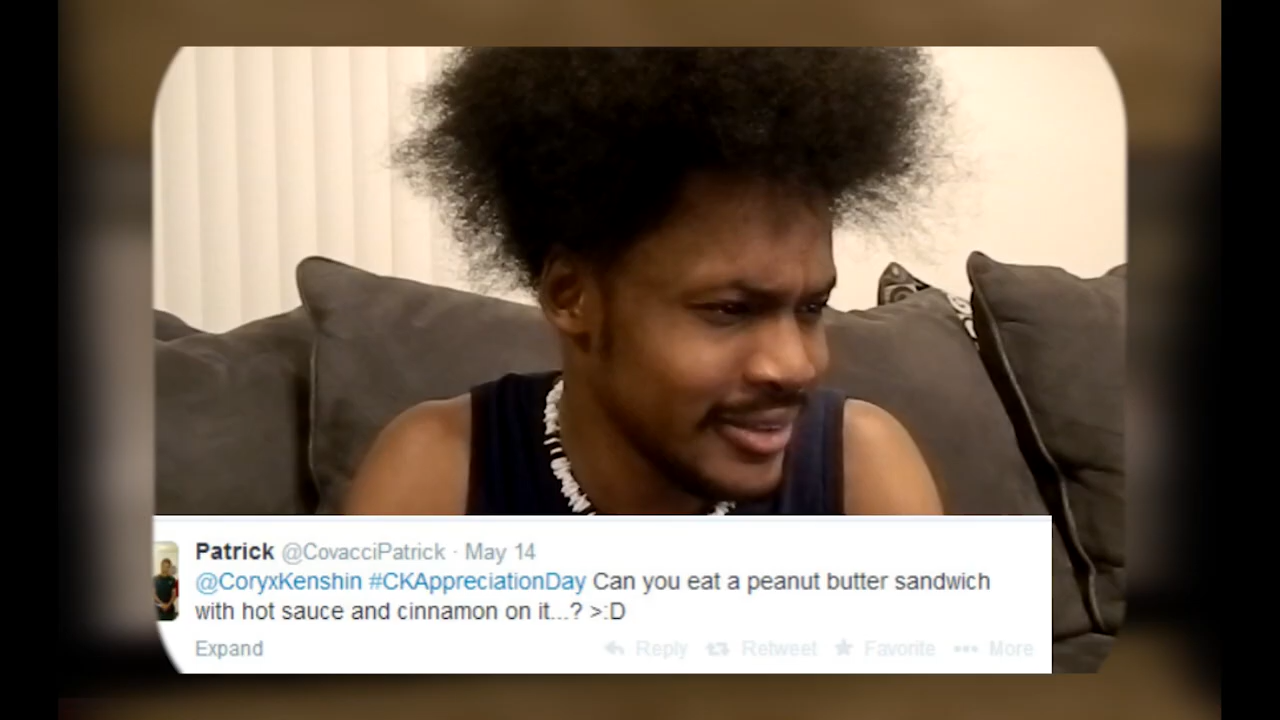 Patrick @CovacciPatrick · May 14
@CoryxKenshin #CKAppreciationDay Can you eat a peanut butter sandwich
with hot sauce and cinnamon on it...? >:D
Expand Reply Retweet Favorite More